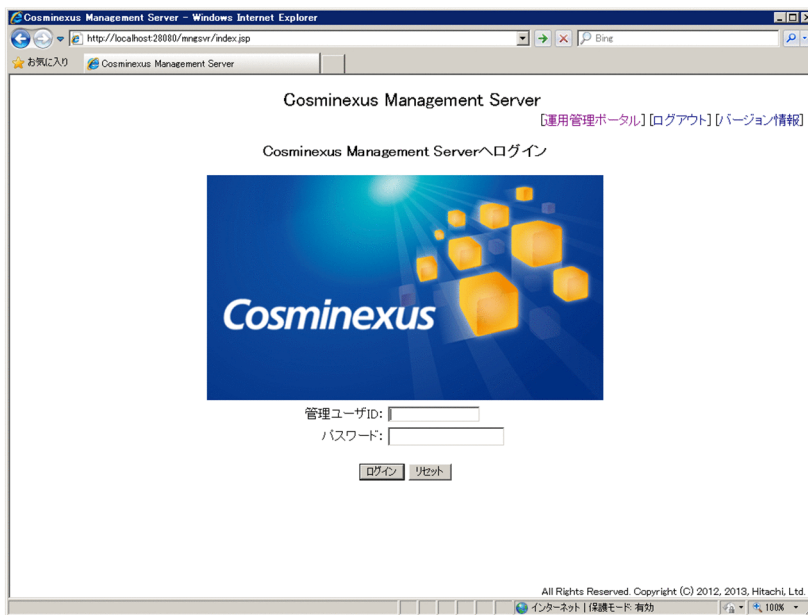 Cosminexus Management Server - Windows Internet Explorer
http://localhost:28080/mngsvr/index.jsp
Bing
お気に入り
Cosminexus Management Server
Cosminexus Management Server
[運用管理ポータル] [ログアウト] [バージョン情報]
Cosminexus Management Serverへログイン
Cosminexus
管理ユーザID:
パスワード:
ログイン リセット
All Rights Reserved. Copyright (C) 2012, 2013, Hitachi, Ltd.
インターネット | 保護モード: 有効
100%